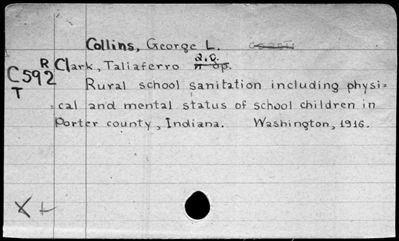 Collins, George L.
R Clark, Taliaferro
C592 Rural school sanitation including physi=
T cal and mental status of school children in
Porter county, Indiana. Washington, 1916.